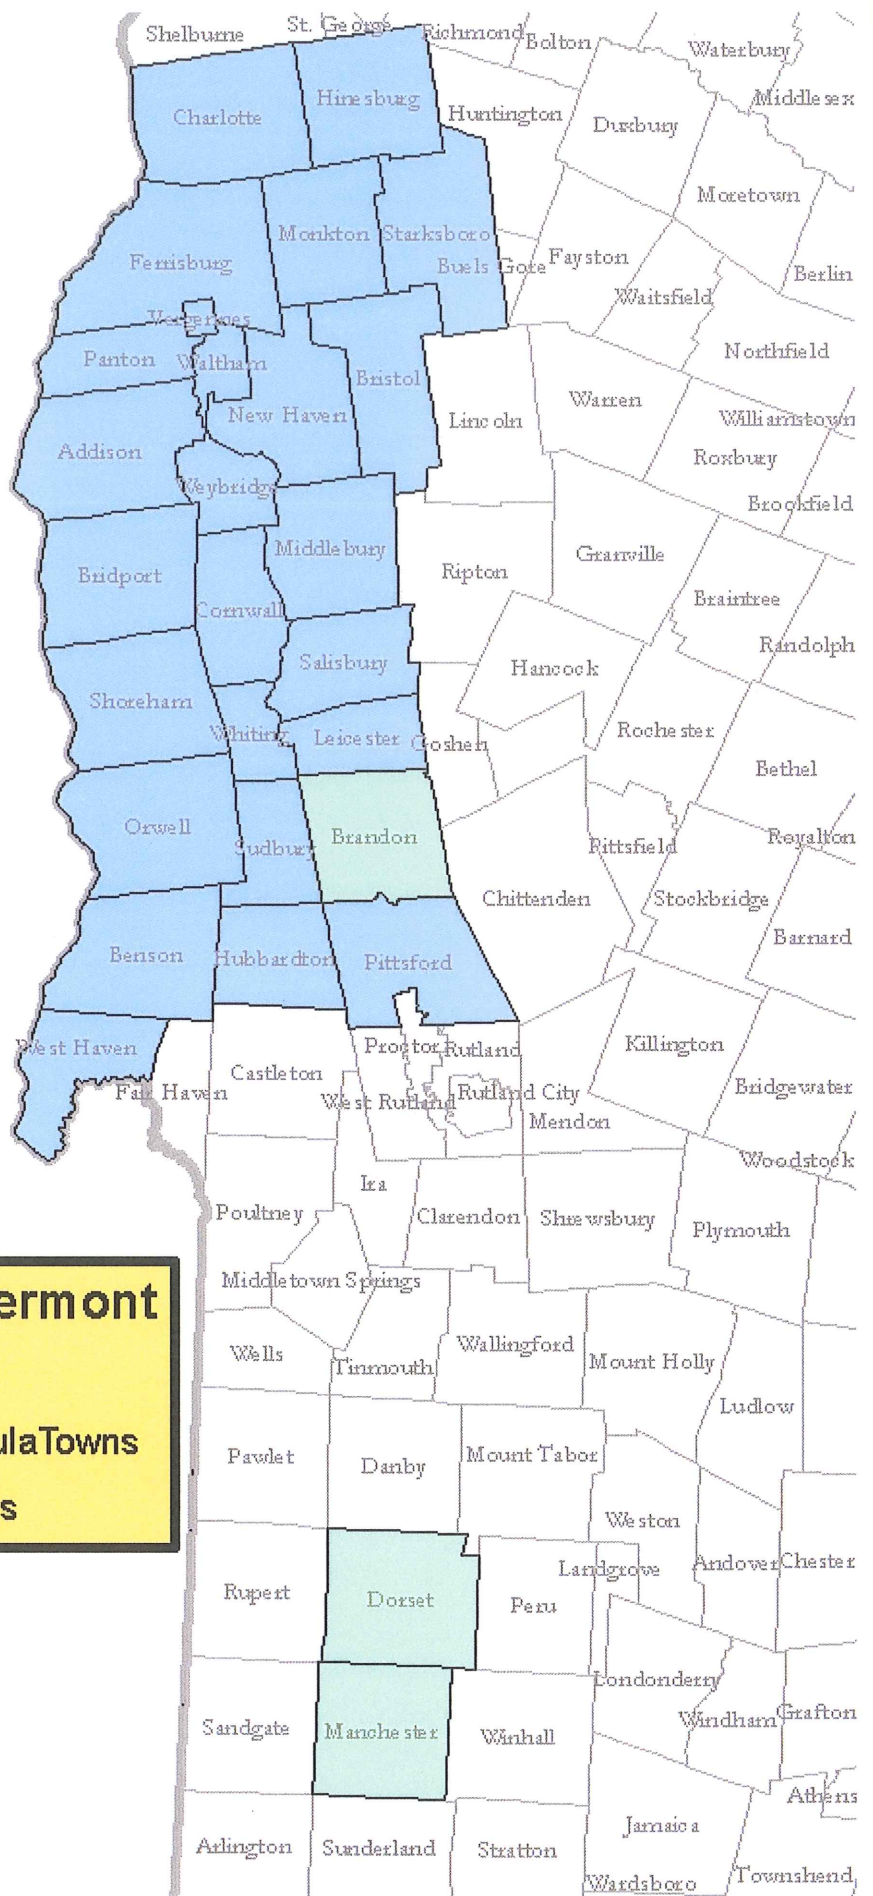 Shelburne
St. George
Richmond
Bolton
Waterbury
Charlotte
Hinesburg
Huntington
Duxbury
Middlesex
Moretown
Ferrisburg
Monkton
Starksboro
Buels Gore
Fayston
Berlin
Waitsfield
Vergennes
Panton
Waltham
Bristol
Northfield
New Haven
Lincoln
Warren
Williamstown
Addison
Roxbury
Weybridge
Brookfield
Middlebury
Granville
Bridport
Ripton
Cornwall
Braintree
Randolph
Salisbury
Hancock
Shoreham
Whiting
Leicester
Goshen
Rochester
Bethel
Orwell
Sudbury
Brandon
Pittsfield
Royalton
Chittenden
Stockbridge
Barnard
Benson
Hubbardton
Pittsford
West Haven
Proctor
Rutland
Killington
Fair Haven
Castleton
West Rutland
Rutland City
Mendon
Bridgewater
Woodstock
Ira
Poultney
Clarendon
Shrewsbury
Plymouth
Middletown Springs
ermont
Wells
Tinmouth
Wallingford
Mount Holly
Ludlow
ulaTowns
s
Pawlet
Danby
Mount Tabor
Weston
Landgrove
Andover
Chester
Rupert
Dorset
Peru
Londonderry
Sandgate
Manchester
Winhall
Windham
Grafton
Athens
Arlington
Sunderland
Stratton
Jamaica
Wardsboro
Townshend